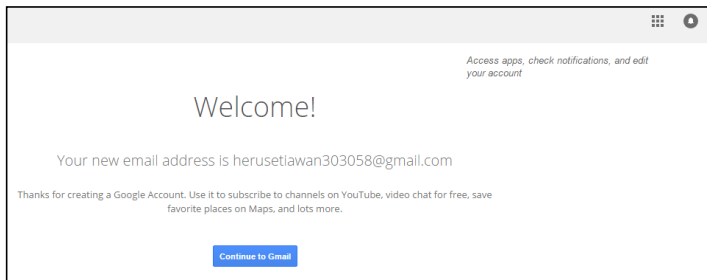 Access apps, check notifications, and edit
your account
Welcome!
Your new email address is herusetiawan303058@gmail.com
Thanks for creating a Google Account. Use it to subscribe to channels on YouTube, video chat for free, save
favorite places on Maps, and lots more.
Continue to Gmail